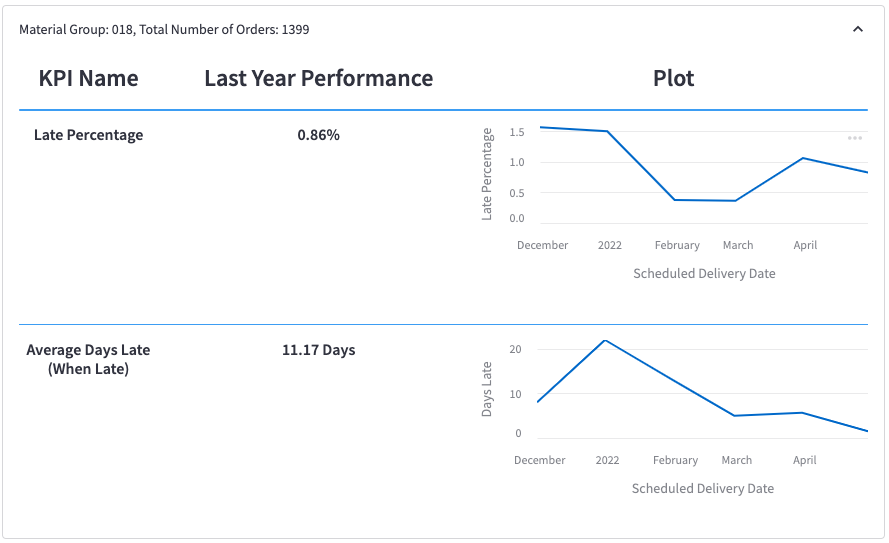 Material Group: 018, Total Number of Orders: 1399
KPI Name
Last Year Performance
Plot
Late Percentage
0.86%
Late Percentage
1.5
1.0
0.5
0.0
December
2022
February
March
April
Scheduled Delivery Date
Average Days Late
(When Late)
11.17 Days
Days Late
20
10
0
December
2022
February
March
April
Scheduled Delivery Date